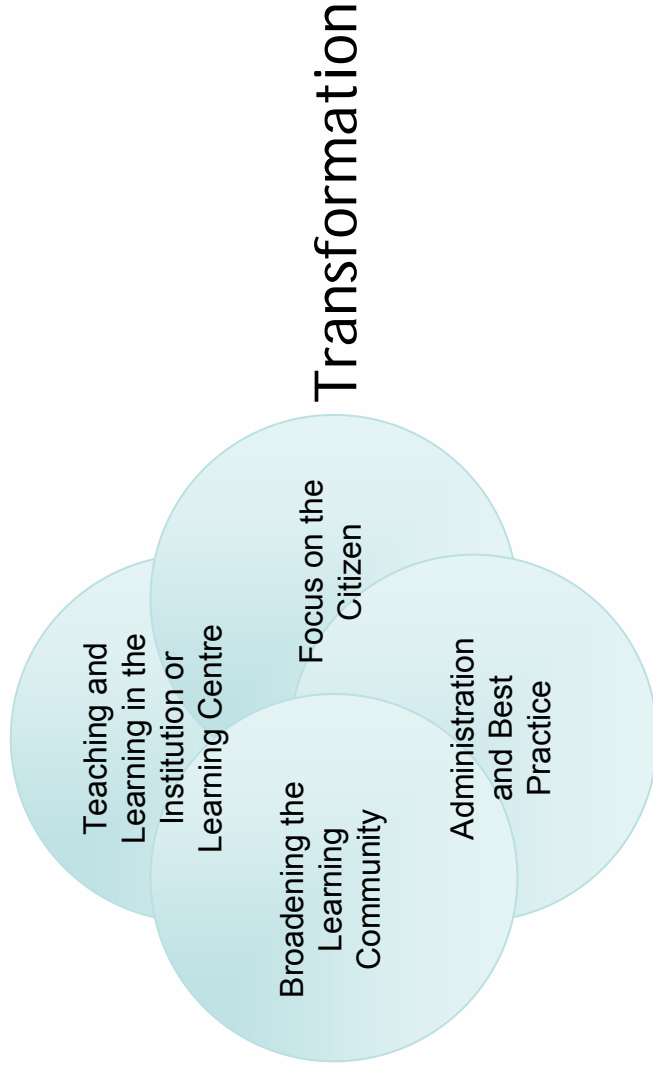 Broadening the
Learning
Community
Administration
and Best
Practice
Teaching and
Learning in the
Institution or
Learning Centre
Focus on the
Citizen
Transformation